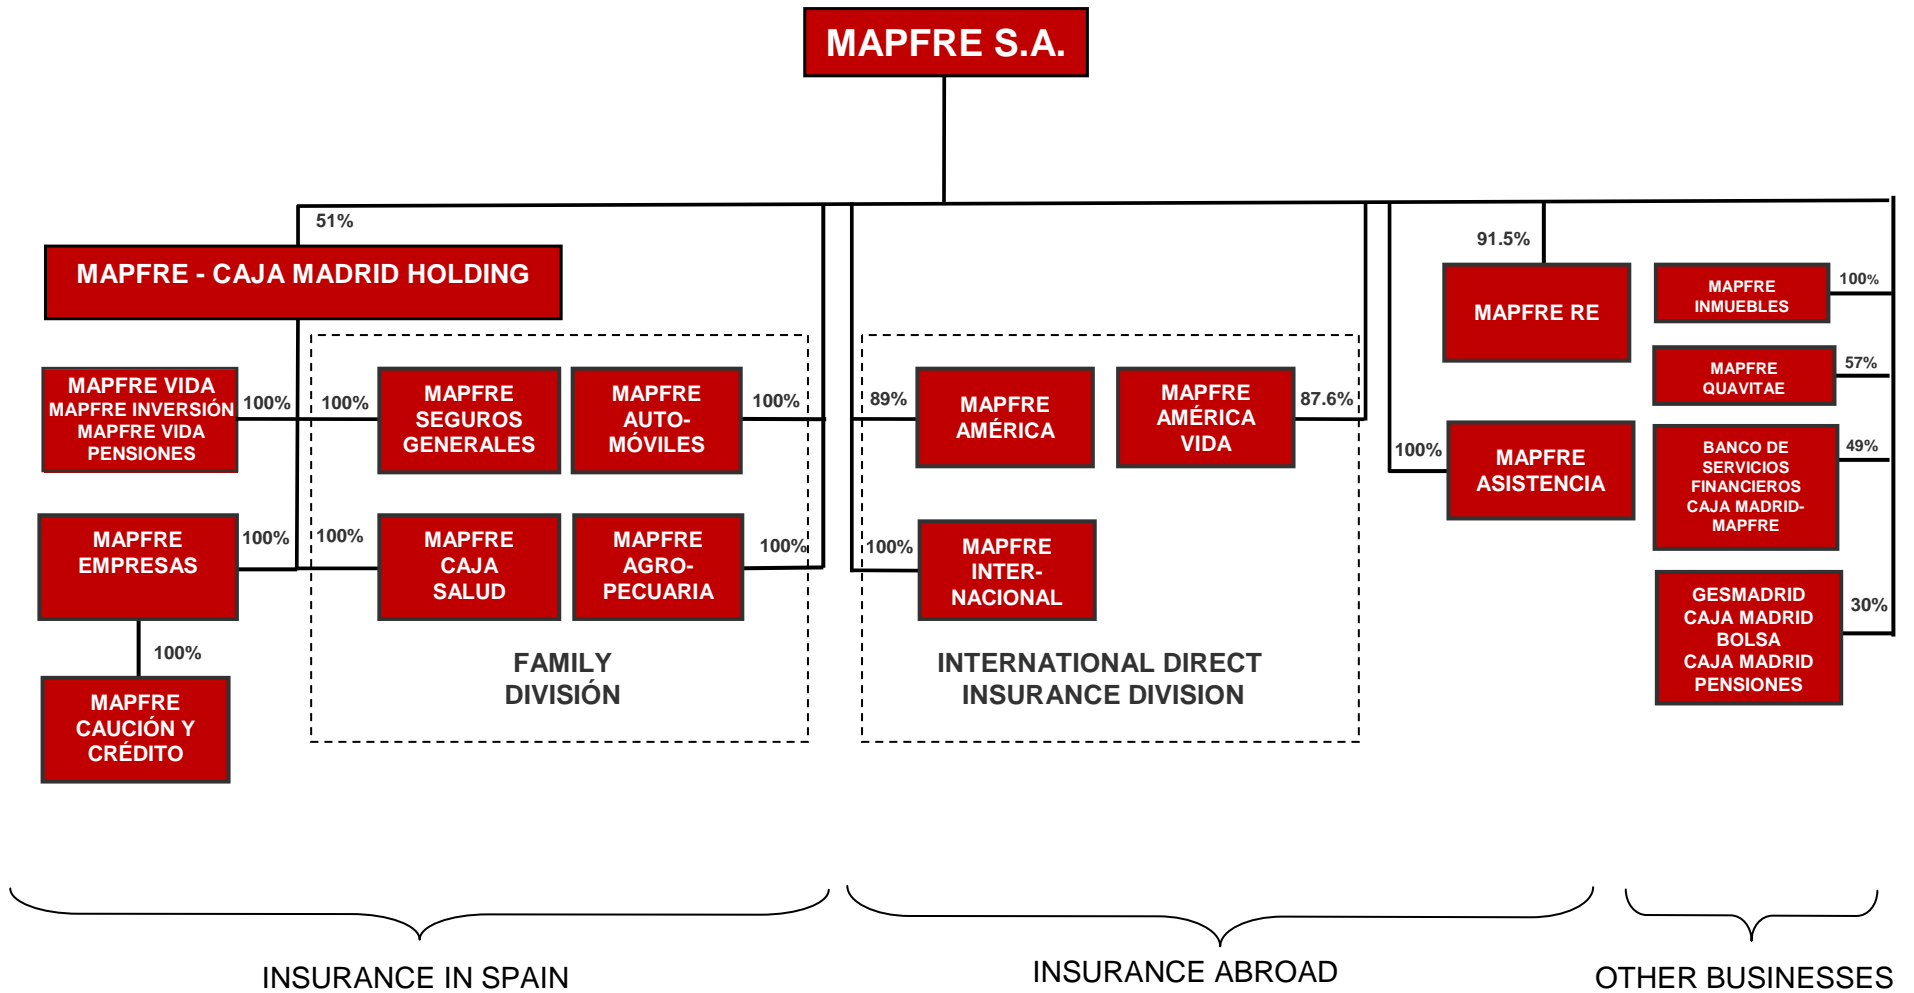 MAPFRE S.A.
51%
MAPFRE - CAJA MADRID HOLDING
MAPFRE VIDA
MAPFRE INVERSIÓN
MAPFRE VIDA
PENSIONES
100%
100%
MAPFRE
SEGUROS
GENERALES
MAPFRE
AUTO-
MÓVILES
100%
MAPFRE
EMPRESAS
100%
100%
MAPFRE
CAJA
SALUD
MAPFRE
AGRO-
PECUARIA
100%
100%
MAPFRE
CAUCIÓN Y
CRÉDITO
FAMILY
DIVISIÓN
89%
MAPFRE
AMÉRICA
MAPFRE
AMÉRICA
VIDA
87.6%
100%
MAPFRE
INTER-
NACIONAL
INTERNATIONAL DIRECT
INSURANCE DIVISION
91.5%
MAPFRE RE
100%
MAPFRE
ASISTENCIA
MAPFRE
INMUEBLES
100%
MAPFRE
QUAVITAE
57%
BANCO DE
SERVICIOS
FINANCIEROS
CAJA MADRID-
MAPFRE
49%
GESMADRID
CAJA MADRID
BOLSA
CAJA MADRID
PENSIONES
30%
INSURANCE IN SPAIN
INSURANCE ABROAD
OTHER BUSINESSES